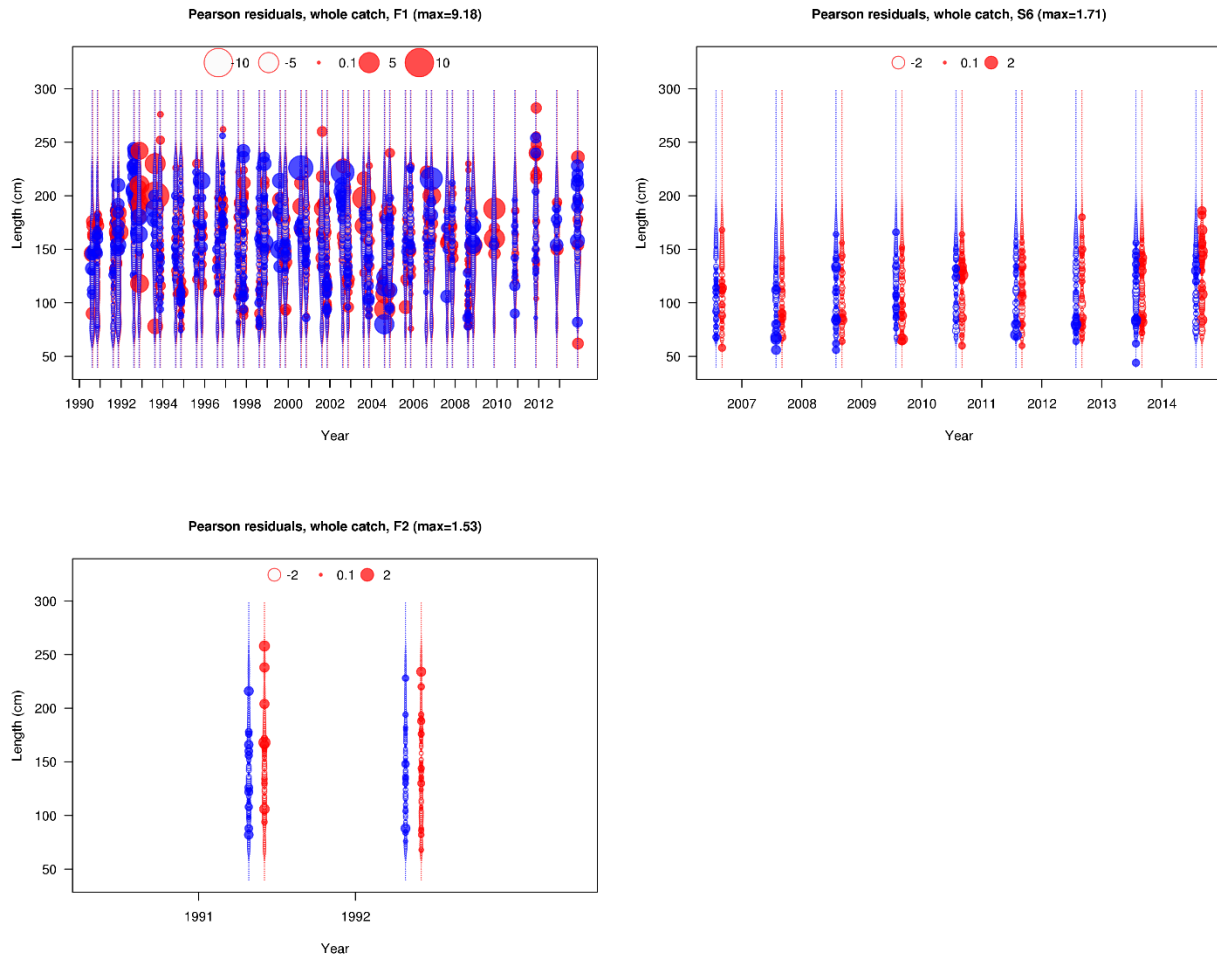 Pearson residuals, whole catch, F1 (max=9.18)
-10 -5 0.1 5 10
300
250
200
150
100
50
Length (cm)
1990 1992 1994 1996 1998 2000 2002 2004 2006 2008 2010 2012
Year
Pearson residuals, whole catch, S6 (max=1.71)
-2 0.1 2
300
250
200
150
100
50
Length (cm)
2007 2008 2009 2010 2011 2012 2013 2014
Year
Pearson residuals, whole catch, F2 (max=1.53)
-2 0.1 2
300
250
200
150
100
50
Length (cm)
1991 1992
Year